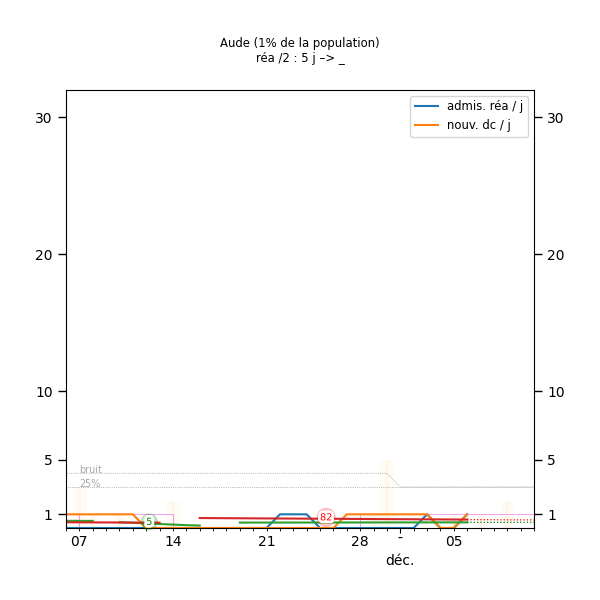 Aude (1% de la population)
réa /2 : 5 j –> _
admis. réa / j
nouv. dc / j
30 30
20 20
10 10
5 5
1 1
bruit
25%
5
82
07 14 21 28 - 05
déc.